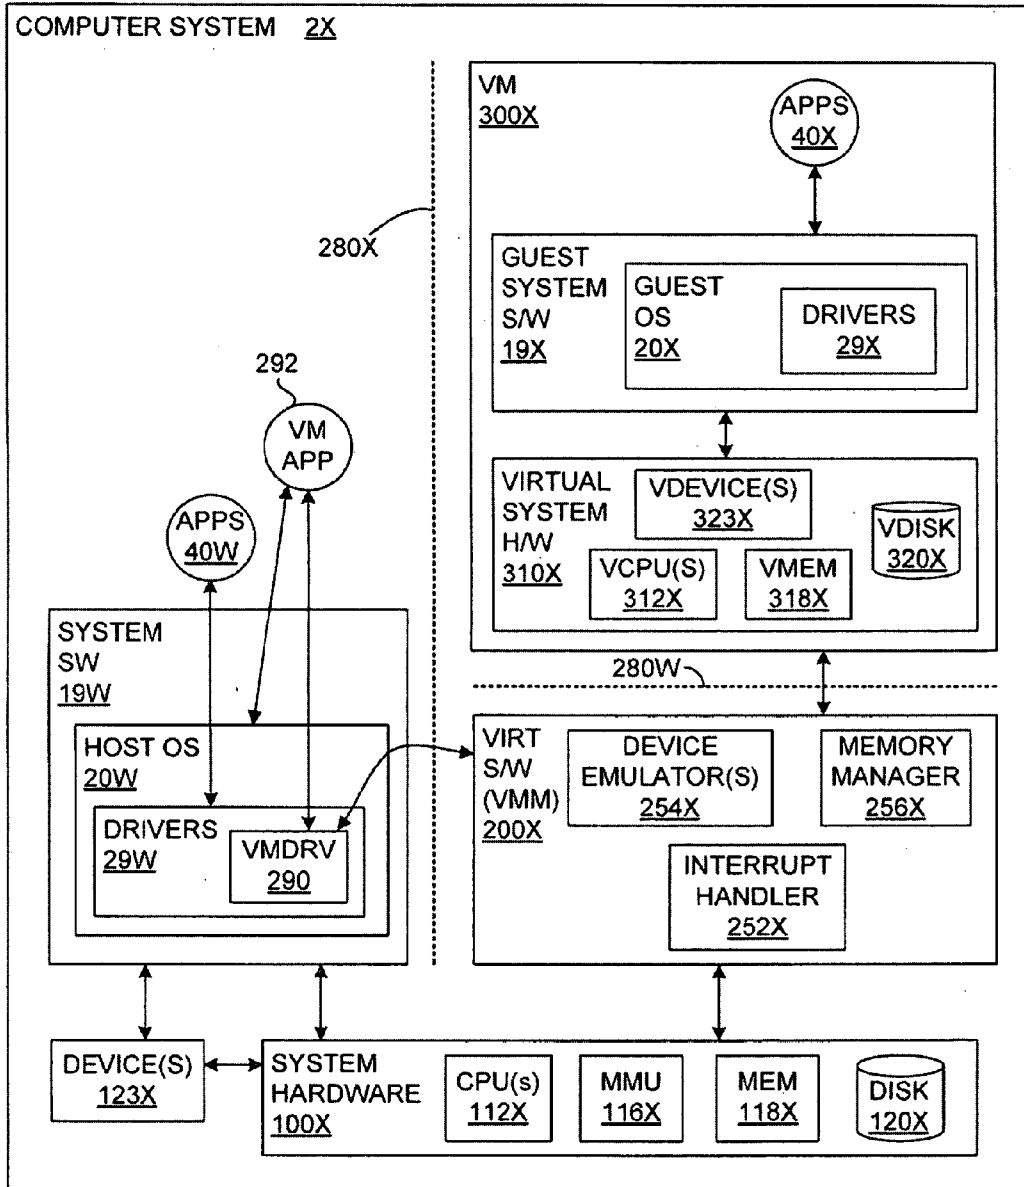 COMPUTER SYSTEM 2X
VM
300X
APPS
40X
280X
GUEST
SYSTEM
S/W
19X
GUEST
OS
20X
DRIVERS
29X
292
VM
APP
VIRTUAL
SYSTEM
H/W
310X
VDEVICE(S)
323X
VDISK
320X
VCPU(S)
312X
VMEM
318X
APPS
40W
SYSTEM
SW
19W
280W
HOST OS
20W
DRIVERS
29W
VMDRV
290
VIRT
S/W
(VMM)
200X
DEVICE
EMULATOR(S)
254X
MEMORY
MANAGER
256X
INTERRUPT
HANDLER
252X
DEVICE(S)
123X
SYSTEM
HARDWARE
100X
CPU(s)
112X
MMU
116X
MEM
118X
DISK
120X